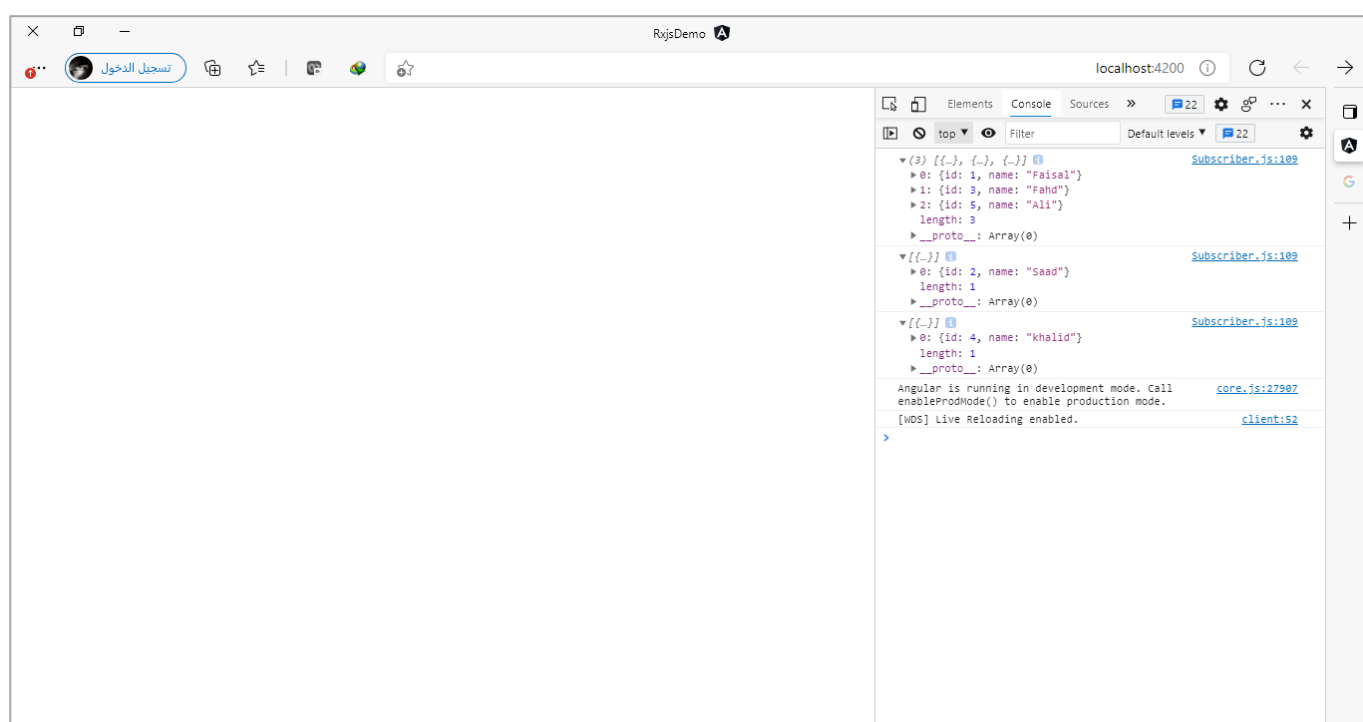 RxjsDemo
تسجيل الدخول
localhost:4200
Elements Console Sources » 22
top ▼ Filter Default levels ▼ 22
▼(3) [{…}, {…}, {…}] Subscriber.js:109
▶0: {id: 1, name: "Faisal"}
▶1: {id: 3, name: "Fahd"}
▶2: {id: 5, name: "Ali"}
length: 3
▶__proto__: Array(0)
▼[{…}] Subscriber.js:109
▶0: {id: 2, name: "Saad"}
length: 1
▶__proto__: Array(0)
▼[{…}] Subscriber.js:109
▶0: {id: 4, name: "khalid"}
length: 1
▶__proto__: Array(0)
Angular is running in development mode. Call core.js:27907
enableProdMode() to enable production mode.
[WDS] Live Reloading enabled. client:52
>